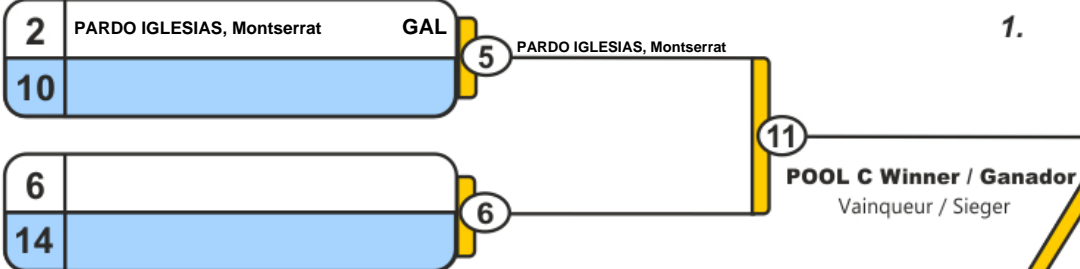 2 PARDO IGLESIAS, Montserrat GAL
10
5
PARDO IGLESIAS, Montserrat
1.
11
6
14
6
POOL C Winner / Ganador
Vainqueur / Sieger